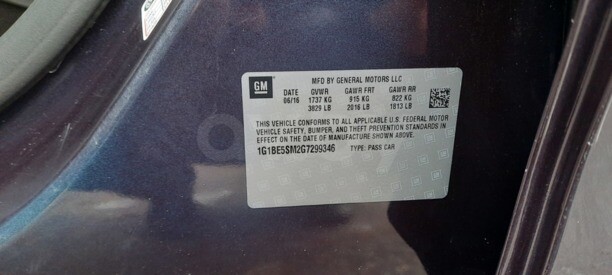 GM
MFD BY GENERAL MOTORS LLC
DATE GVWR GAWR FRT GAWR RR
06/16 1737 KG 915 KG 822 KG
3829 LB 2016 LB 1813 LB
THIS VEHICLE CONFORMS TO ALL APPLICABLE U.S. FEDERAL MOTOR
VEHICLE SAFETY, BUMPER, AND THEFT PREVENTION STANDARDS IN
EFFECT ON THE DATE OF MANUFACTURE SHOWN ABOVE.
1G1BE5SM2G7299346 TYPE: PASS CAR